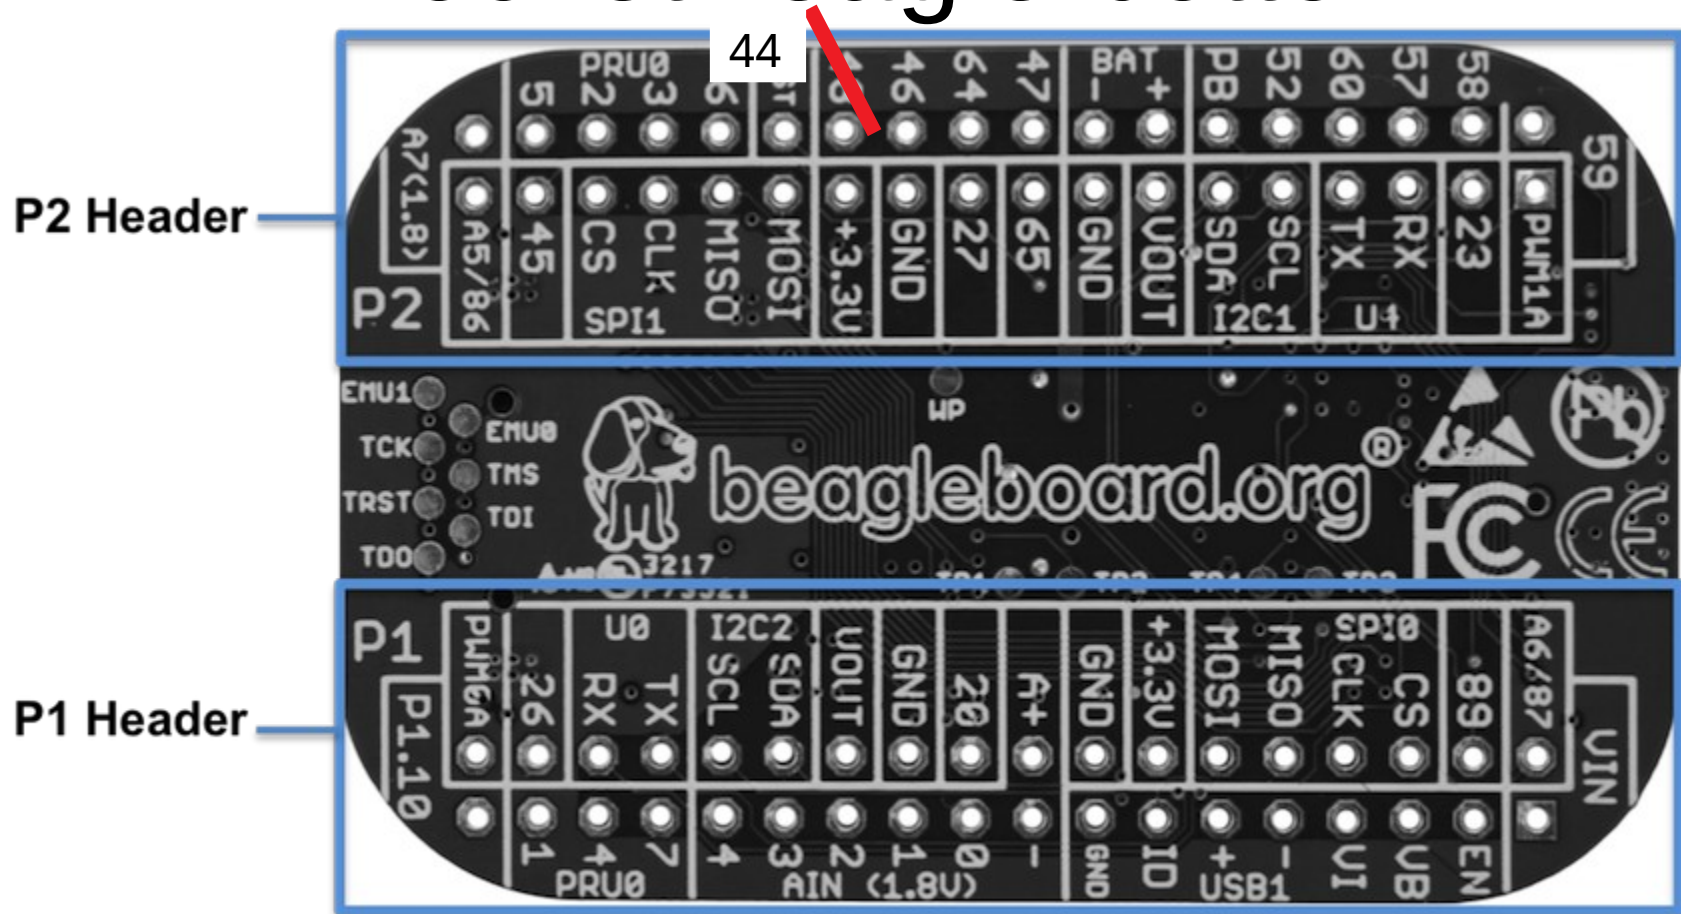 44
PRU0
BAT
5 2 3 6 46 64 47 - + PB 52 60 57 58
A7(1.8)
59
P2 Header
A5/86 45 CS CLK MISO MOSI +3.3V GND 27 65 GND VOUT SDA SCL TX RX 23 PWM1A
P2
SPI1
I2C1
U4
EMU1
EMU0
WP
TCK
TMS
TRST
TDI
TDO
beagleboard.org®
Pb
FC
CE
3217
P1
U0
I2C2
SPI0
PWM0A 26 RX TX SCL SDA VOUT GND 20 A+ GND +3.3V MOSI MISO CLK CS 89 A6/87
P1 Header
P1.10
VIN
1 4 7 4 3 2 1 0 - GND ID + - VI VB EN
PRU0
AIN (1.8V)
USB1